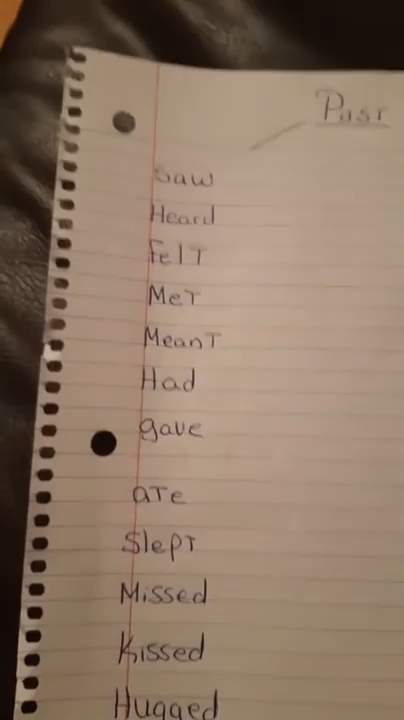 Past
Saw
Heard
FelT
MeT
MeanT
Had
gave
aTe
SlepT
Missed
Kissed
Hugged